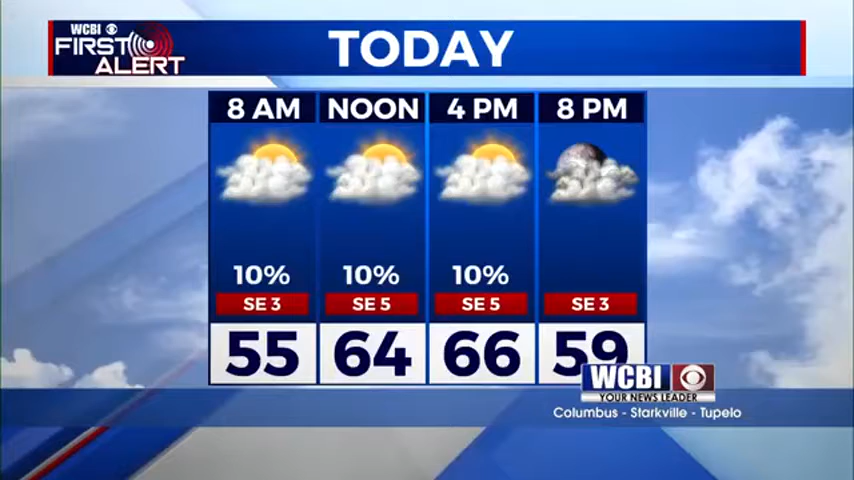 WCBI
FIRST
ALERT
TODAY
8 AM NOON 4 PM 8 PM
10% 10% 10%
SE 3 SE 5 SE 5 SE 3
55 64 66 59
WCBI
YOUR NEWS LEADER
Columbus - Starkville - Tupelo